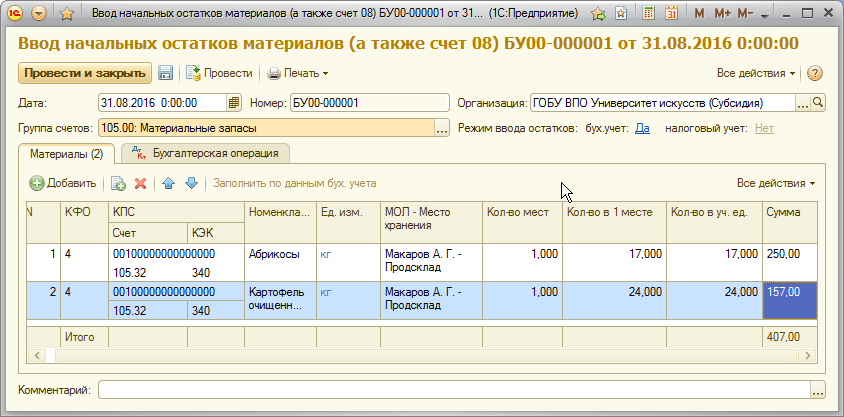 Ввод начальных остатков материалов (а также счет 08) БУ00-000001 от 31... (1С:Предприятие)
M M+ M-
Ввод начальных остатков материалов (а также счет 08) БУ00-000001 от 31.08.2016 0:00:00
Провести и закрыть Провести Печать Все действия
Дата: 31.08.2016 0:00:00 Номер: БУ00-000001 Организация: ГОБУ ВПО Университет искусств (Субсидия)
Группа счетов: 105.00: Материальные запасы Режим ввода остатков: бух.учет: Да налоговый учет: Нет
Материалы (2) Дт Кт Бухгалтерская операция
Добавить Заполнить по данным бух. учета Все действия
N КФО КПС Номенкла... Ед. изм. МОЛ - Место хранения Кол-во мест Кол-во в 1 месте Кол-во в уч. ед. Сумма
Счет КЭК
1 4 00100000000000000 Абрикосы кг Макаров А. Г. - 1,000 17,000 17,000 250,00
105.32 340 Продсклад
2 4 00100000000000000 Картофель кг Макаров А. Г. - 1,000 24,000 24,000 157,00
105.32 340 очищенн... Продсклад
Итого 407,00
Комментарий: